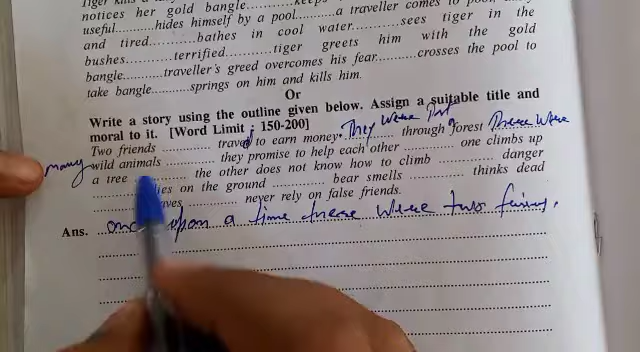 Tiger kills a
notices her gold bangle..........keeps
useful..........hides himself by a pool..........a traveller comes to pool,
and tired..........bathes in cool water..........sees tiger in the
bushes..........terrified..........tiger greets him with the gold
bangle..........traveller's greed overcomes his fear..........crosses the pool to
take bangle..........springs on him and kills him.
Or
Write a story using the outline given below. Assign a suitable title and
moral to it. [Word Limit : 150-200] They were
Two friends .......... travel to earn money. .......... through forest
many wild animals .......... they promise to help each other .......... one climbs up
a tree .......... the other does not know how to climb .......... danger
.......... lies on the ground .......... bear smells .......... thinks dead
.......... never rely on false friends.
Ans. once upon a time there where two